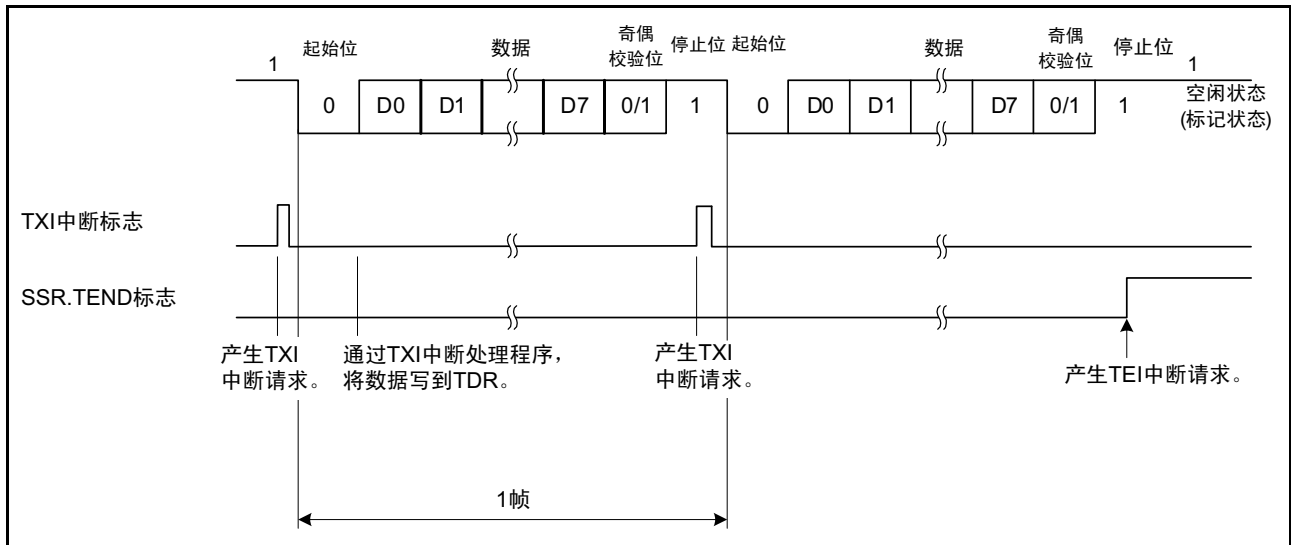 起始位 数据 奇偶校验位 停止位 起始位 数据 奇偶校验位 停止位
1 1
0 D0 D1 D7 0/1 1 0 D0 D1 D7 0/1 1 空闲状态
(标记状态)
TXI中断标志
SSR.TEND标志
产生TXI
中断请求。
通过TXI中断处理程序，
将数据写到TDR。
产生TXI
中断请求。
产生TEI中断请求。
1帧